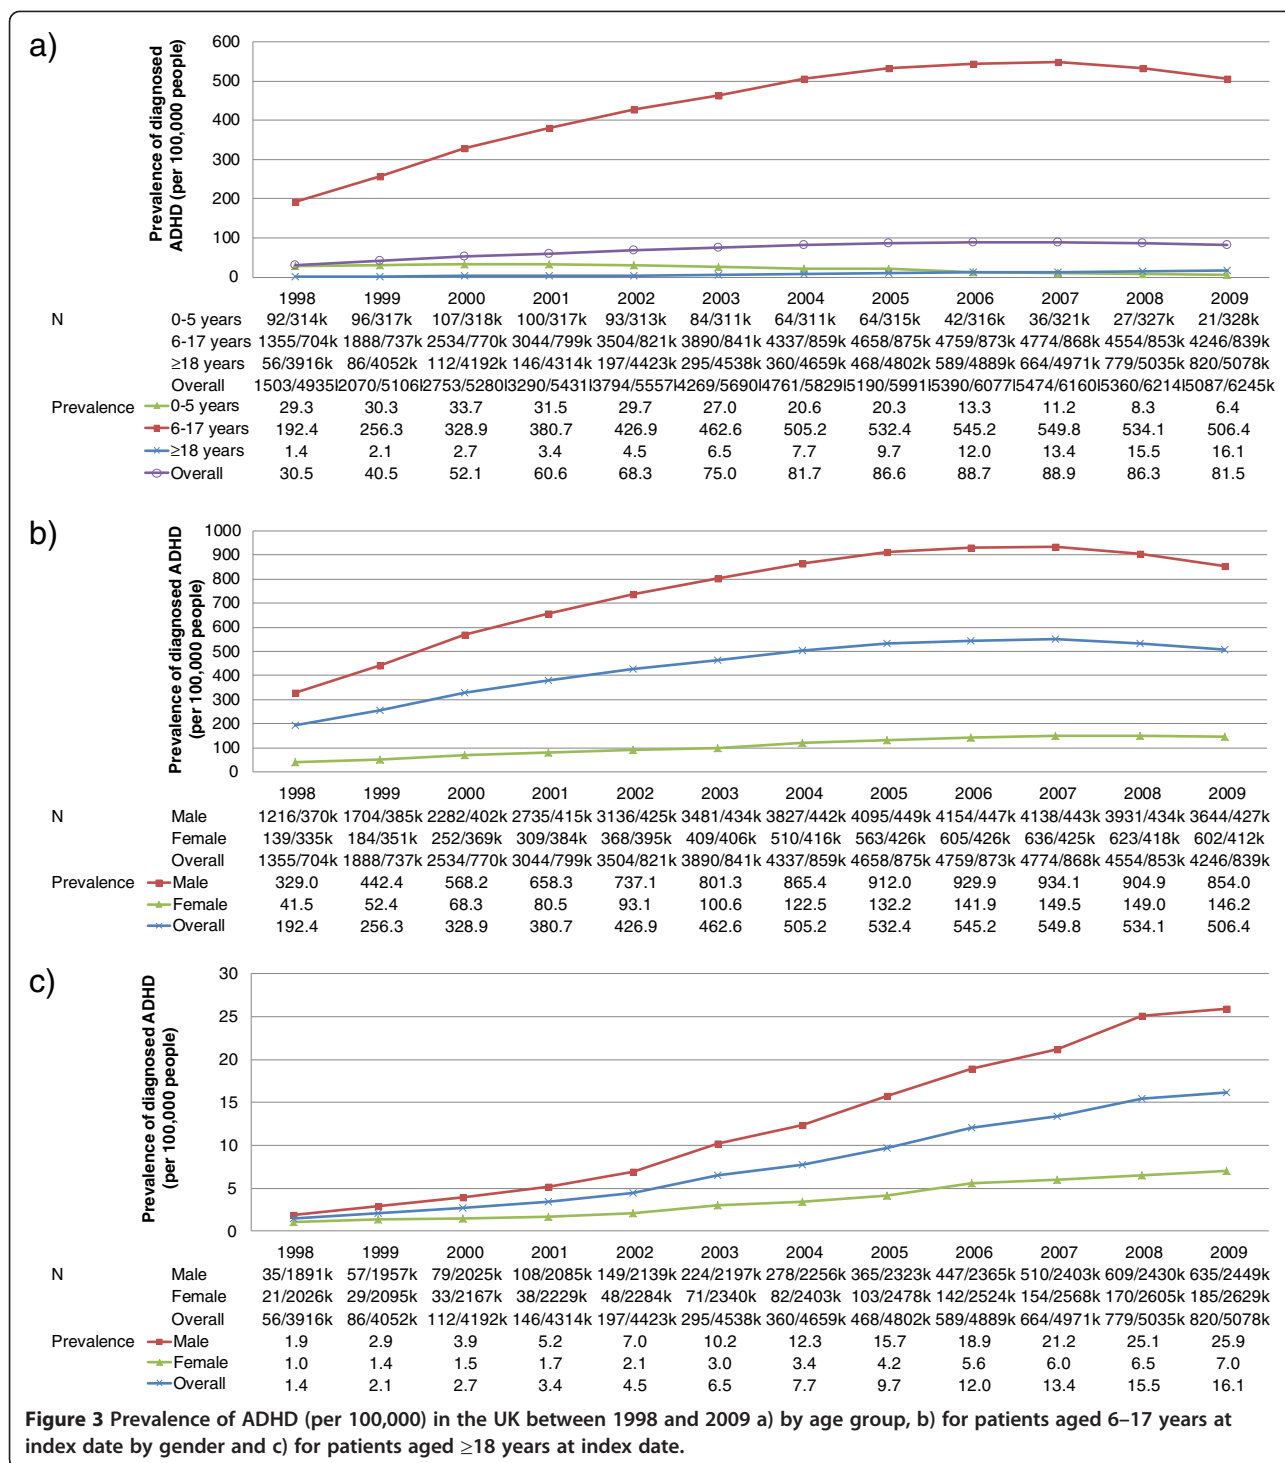 a)
Prevalence of diagnosed
ADHD (per 100,000 people)
600
500
400
300
200
100
0
1998 1999 2000 2001 2002 2003 2004 2005 2006 2007 2008 2009
N 0-5 years 92/314k 96/317k 107/318k 100/317k 93/313k 84/311k 64/311k 64/315k 42/316k 36/321k 27/327k 21/328k
6-17 years 1355/704k 1888/737k 2534/770k 3044/799k 3504/821k 3890/841k 4337/859k 4658/875k 4759/873k 4774/868k 4554/853k 4246/839k
≥18 years 56/3916k 86/4052k 112/4192k 146/4314k 197/4423k 295/4538k 360/4659k 468/4802k 589/4889k 664/4971k 779/5035k 820/5078k
Overall 1503/4935l 2070/5106l 2753/5280l 3290/5431l 3794/5557l 4269/5690l 4761/5829l 5190/5991l 5390/6077l 5474/6160l 5360/6214l 5087/6245k
Prevalence 0-5 years 29.3 30.3 33.7 31.5 29.7 27.0 20.6 20.3 13.3 11.2 8.3 6.4
6-17 years 192.4 256.3 328.9 380.7 426.9 462.6 505.2 532.4 545.2 549.8 534.1 506.4
≥18 years 1.4 2.1 2.7 3.4 4.5 6.5 7.7 9.7 12.0 13.4 15.5 16.1
Overall 30.5 40.5 52.1 60.6 68.3 75.0 81.7 86.6 88.7 88.9 86.3 81.5
b)
Prevalence of diagnosed ADHD
(per 100,000 people)
1000
900
800
700
600
500
400
300
200
100
0
1998 1999 2000 2001 2002 2003 2004 2005 2006 2007 2008 2009
N Male 1216/370k 1704/385k 2282/402k 2735/415k 3136/425k 3481/434k 3827/442k 4095/449k 4154/447k 4138/443k 3931/434k 3644/427k
Female 139/335k 184/351k 252/369k 309/384k 368/395k 409/406k 510/416k 563/426k 605/426k 636/425k 623/418k 602/412k
Overall 1355/704k 1888/737k 2534/770k 3044/799k 3504/821k 3890/841k 4337/859k 4658/875k 4759/873k 4774/868k 4554/853k 4246/839k
Prevalence Male 329.0 442.4 568.2 658.3 737.1 801.3 865.4 912.0 929.9 934.1 904.9 854.0
Female 41.5 52.4 68.3 80.5 93.1 100.6 122.5 132.2 141.9 149.5 149.0 146.2
Overall 192.4 256.3 328.9 380.7 426.9 462.6 505.2 532.4 545.2 549.8 534.1 506.4
c)
Prevalence of diagnosed ADHD
(per 100,000 people)
30
25
20
15
10
5
0
1998 1999 2000 2001 2002 2003 2004 2005 2006 2007 2008 2009
N Male 35/1891k 57/1957k 79/2025k 108/2085k 149/2139k 224/2197k 278/2256k 365/2323k 447/2365k 510/2403k 609/2430k 635/2449k
Female 21/2026k 29/2095k 33/2167k 38/2229k 48/2284k 71/2340k 82/2403k 103/2478k 142/2524k 154/2568k 170/2605k 185/2629k
Overall 56/3916k 86/4052k 112/4192k 146/4314k 197/4423k 295/4538k 360/4659k 468/4802k 589/4889k 664/4971k 779/5035k 820/5078k
Prevalence Male 1.9 2.9 3.9 5.2 7.0 10.2 12.3 15.7 18.9 21.2 25.1 25.9
Female 1.0 1.4 1.5 1.7 2.1 3.0 3.4 4.2 5.6 6.0 6.5 7.0
Overall 1.4 2.1 2.7 3.4 4.5 6.5 7.7 9.7 12.0 13.4 15.5 16.1
Figure 3 Prevalence of ADHD (per 100,000) in the UK between 1998 and 2009 a) by age group, b) for patients aged 6–17 years at
index date by gender and c) for patients aged ≥18 years at index date.